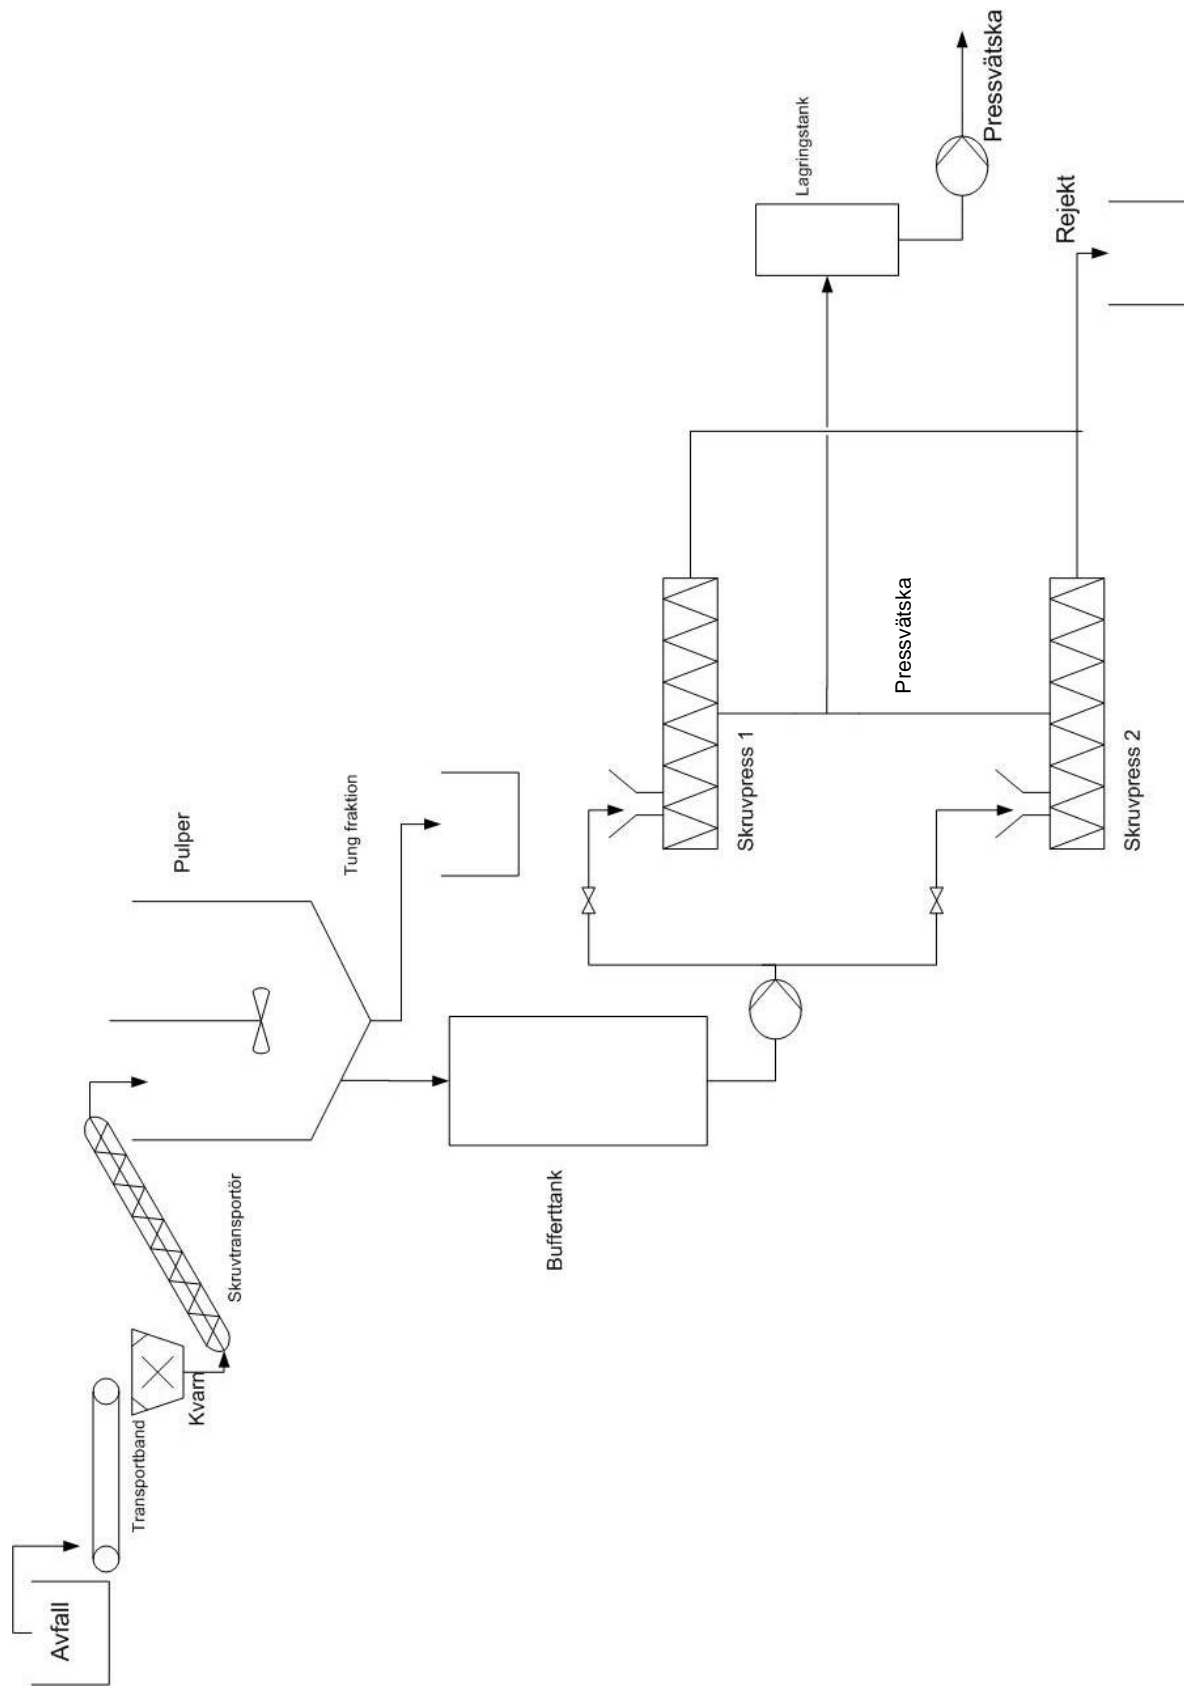 Avfall
Transportband
Kvarn
Skruvtransportör
Pulper
Tung fraktion
Bufferttank
Skruvpress 1
Skruvpress 2
Pressvätska
Lagringstank
Pressvätska
Rejekt